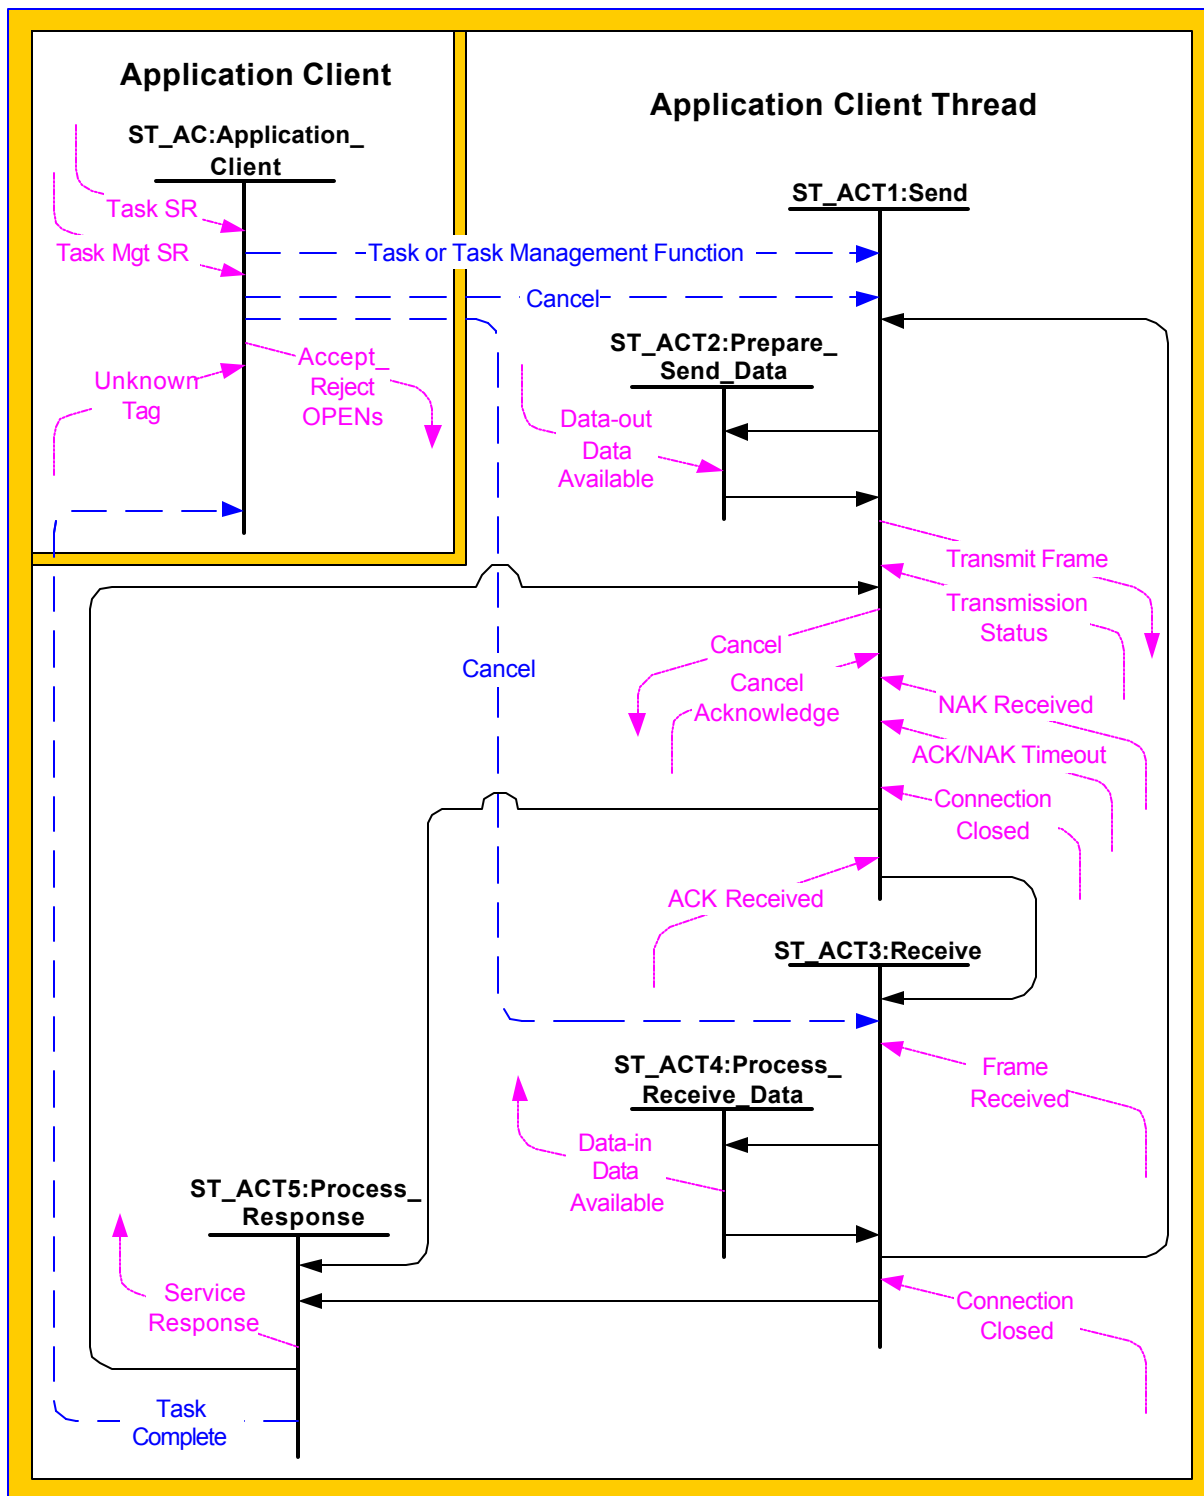 Application Client
ST_AC:Application_
Client
Task SR
Task Mgt SR
Unknown
Tag
Accept_
Reject
OPENs
Application Client Thread
ST_ACT1:Send
Task or Task Management Function
Cancel
ST_ACT2:Prepare_
Send_Data
Data-out
Data
Available
Transmit Frame
Transmission
Status
Cancel
Cancel
Cancel
Acknowledge
NAK Received
ACK/NAK Timeout
Connection
Closed
ACK Received
ST_ACT3:Receive
ST_ACT4:Process_
Receive_Data
Frame
Received
Data-in
Data
Available
ST_ACT5:Process_
Response
Service
Response
Connection
Closed
Task
Complete